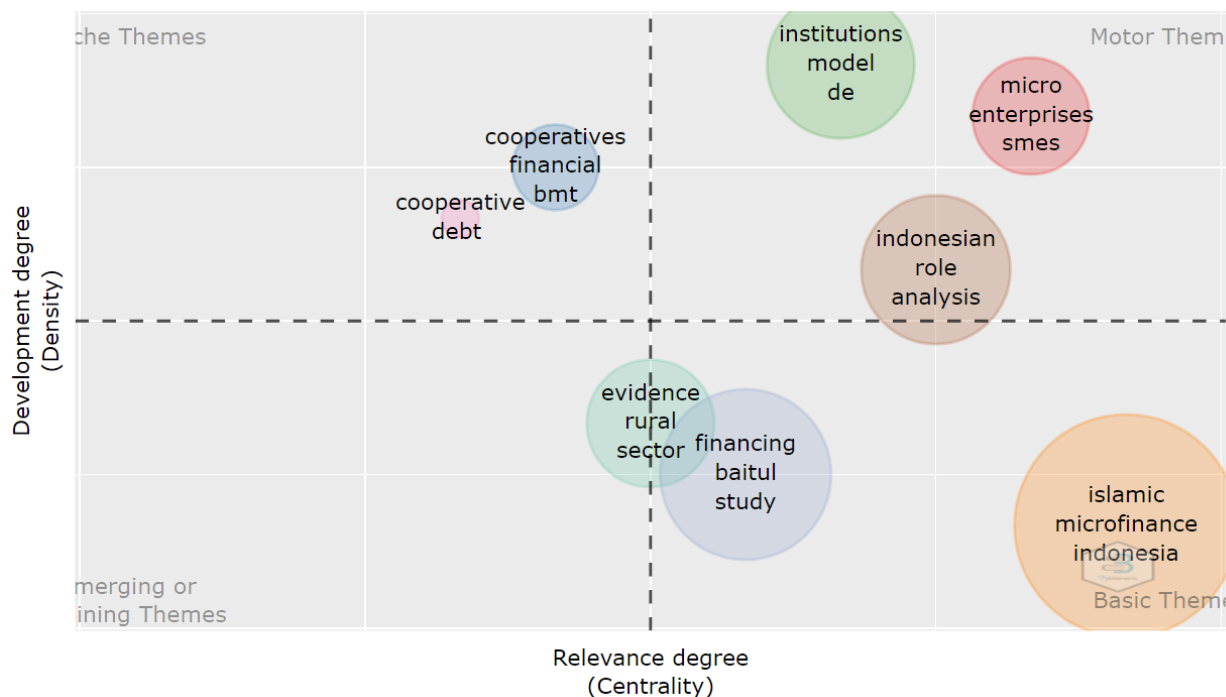 che Themes
Motor Them
institutions
model
de
micro
enterprises
smes
cooperatives
financial
bmt
cooperative
debt
indonesian
role
analysis
Development degree
(Density)
evidence
rural
sector
financing
baitul
study
islamic
microfinance
indonesia
merging or
ining Themes
Basic Theme
Relevance degree
(Centrality)